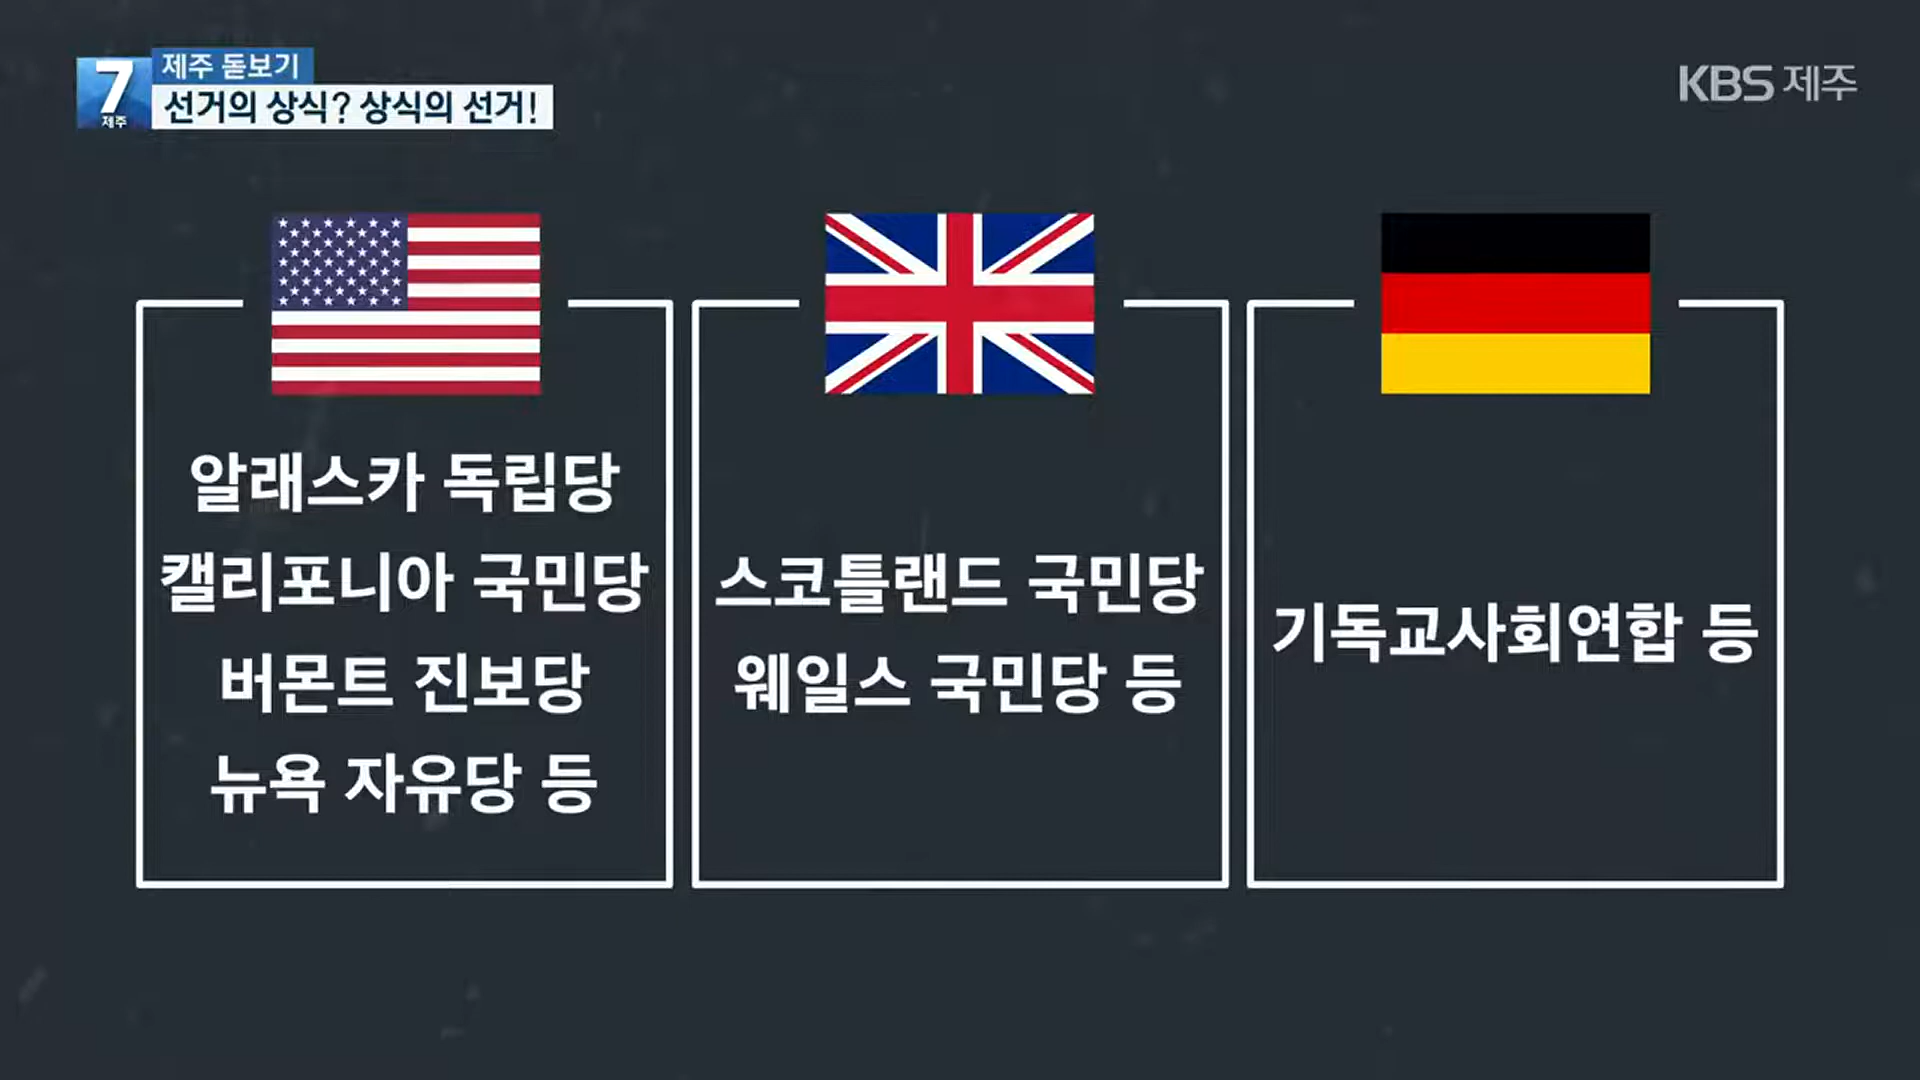 7
제주
제주 돋보기
선거의 상식? 상식의 선거!
KBS 제주
알래스카 독립당
캘리포니아 국민당
버몬트 진보당
뉴욕 자유당 등
스코틀랜드 국민당
웨일스 국민당 등
기독교사회연합 등